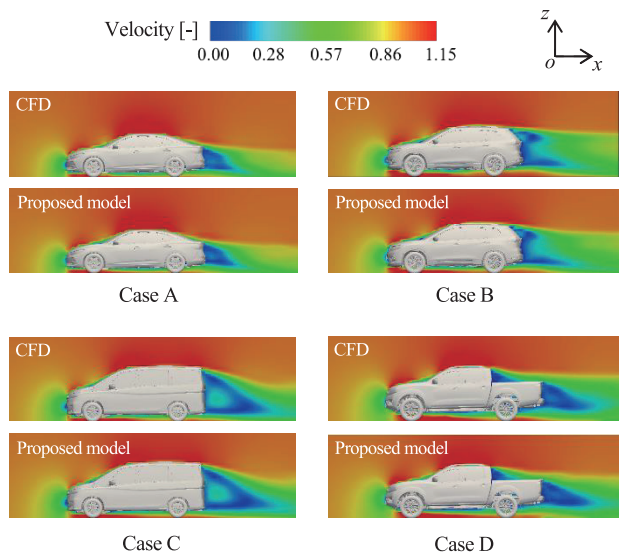 Velocity [-]
0.00 0.28 0.57 0.86 1.15
z
o x
CFD
CFD
Proposed model
Proposed model
Case A
Case B
CFD
CFD
Proposed model
Proposed model
Case C
Case D